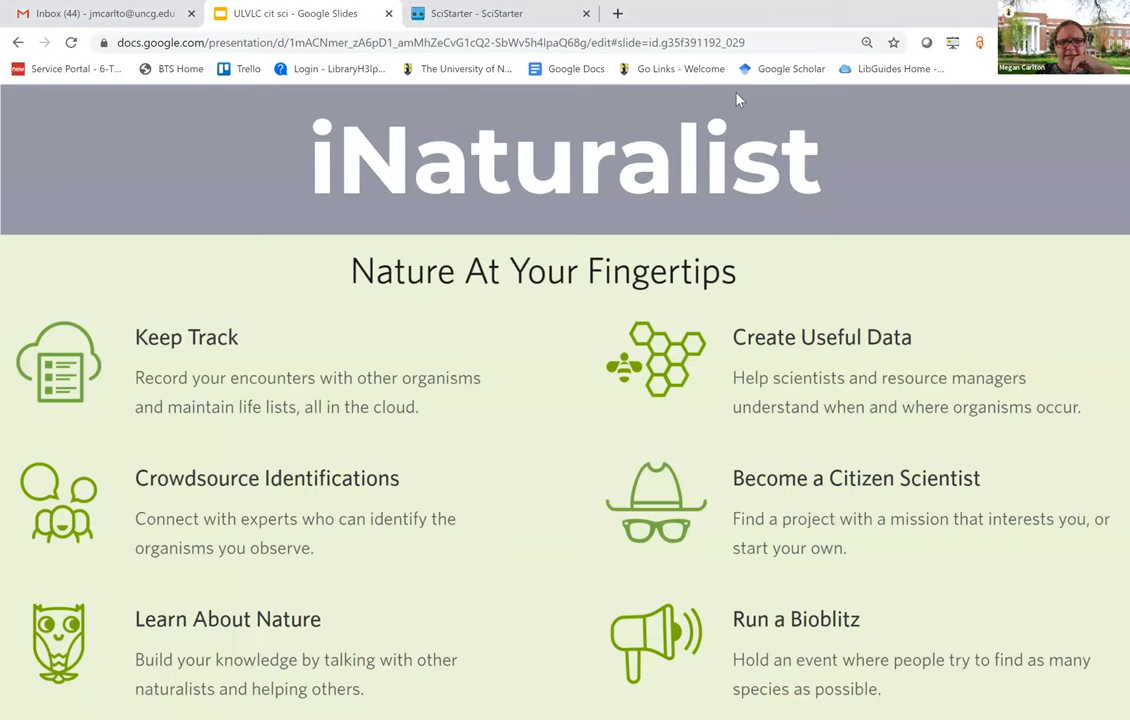 Inbox (44) - jmcarlto@uncg.edu
ULVLC cit sci - Google Slides
SciStarter - SciStarter
docs.google.com/presentation/d/1mACNmer_zA6pD1_amMhZeCvG1cQ2-SbWv5h4lpaQ68g/edit#slide=id.g35f391192_029
now Service Portal - 6-T...
BTS Home
Trello
Login - LibraryH3lp...
The University of N...
Google Docs
Go Links - Welcome
Google Scholar
LibGuides Home -...
Megan Carlton
iNaturalist
Nature At Your Fingertips
Keep Track
Record your encounters with other organisms
and maintain life lists, all in the cloud.
Create Useful Data
Help scientists and resource managers
understand when and where organisms occur.
Crowdsource Identifications
Connect with experts who can identify the
organisms you observe.
Become a Citizen Scientist
Find a project with a mission that interests you, or
start your own.
Learn About Nature
Build your knowledge by talking with other
naturalists and helping others.
Run a Bioblitz
Hold an event where people try to find as many
species as possible.